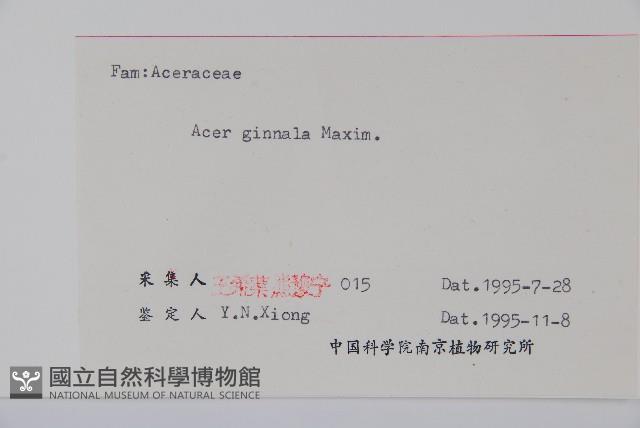 Fam:Aceraceae
Acer ginnala Maxim.
采集人 015 Dat.1995-7-28
鉴定人 Y.N.Xiong Dat.1995-11-8
中国科学院南京植物研究所
國立自然科學博物館
NATIONAL MUSEUM OF NATURAL SCIENCE